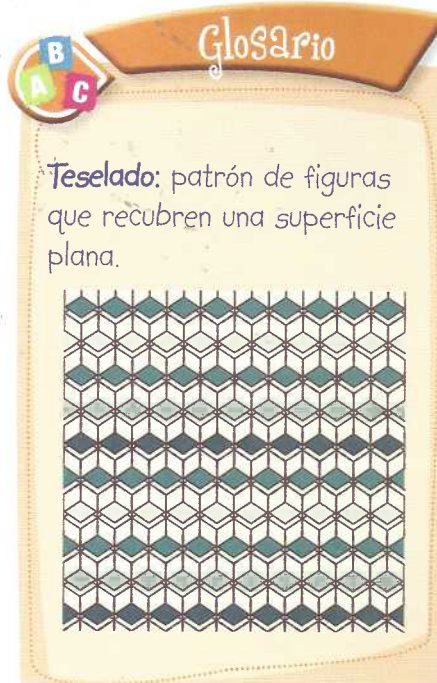 B
A C
Glosario
Teselado: patrón de figuras
que recubren una superficie
plana.